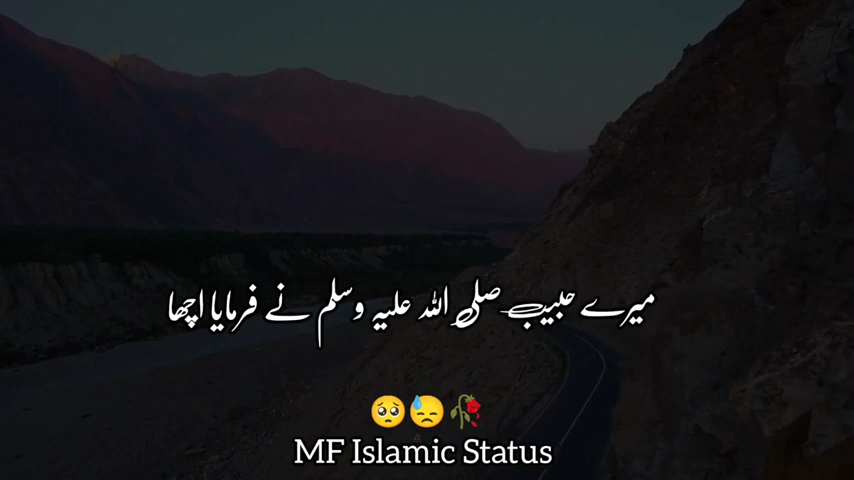 میرے حبیب صلی اللہ علیہ وسلم نے فرمایا اچھا
🥺😓🥀
MF Islamic Status